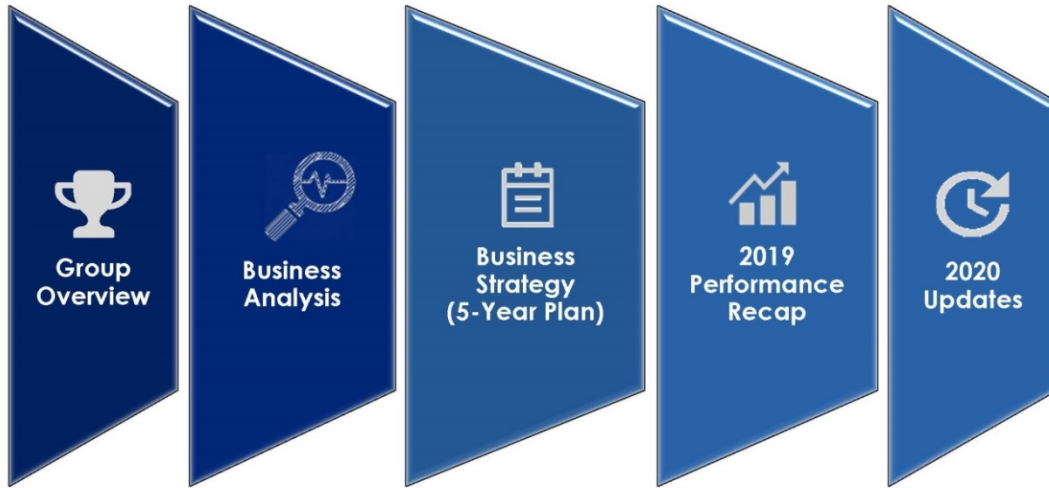 Group
Overview
Business
Analysis
Business
Strategy
(5-Year Plan)
2019
Performance
Recap
2020
Updates